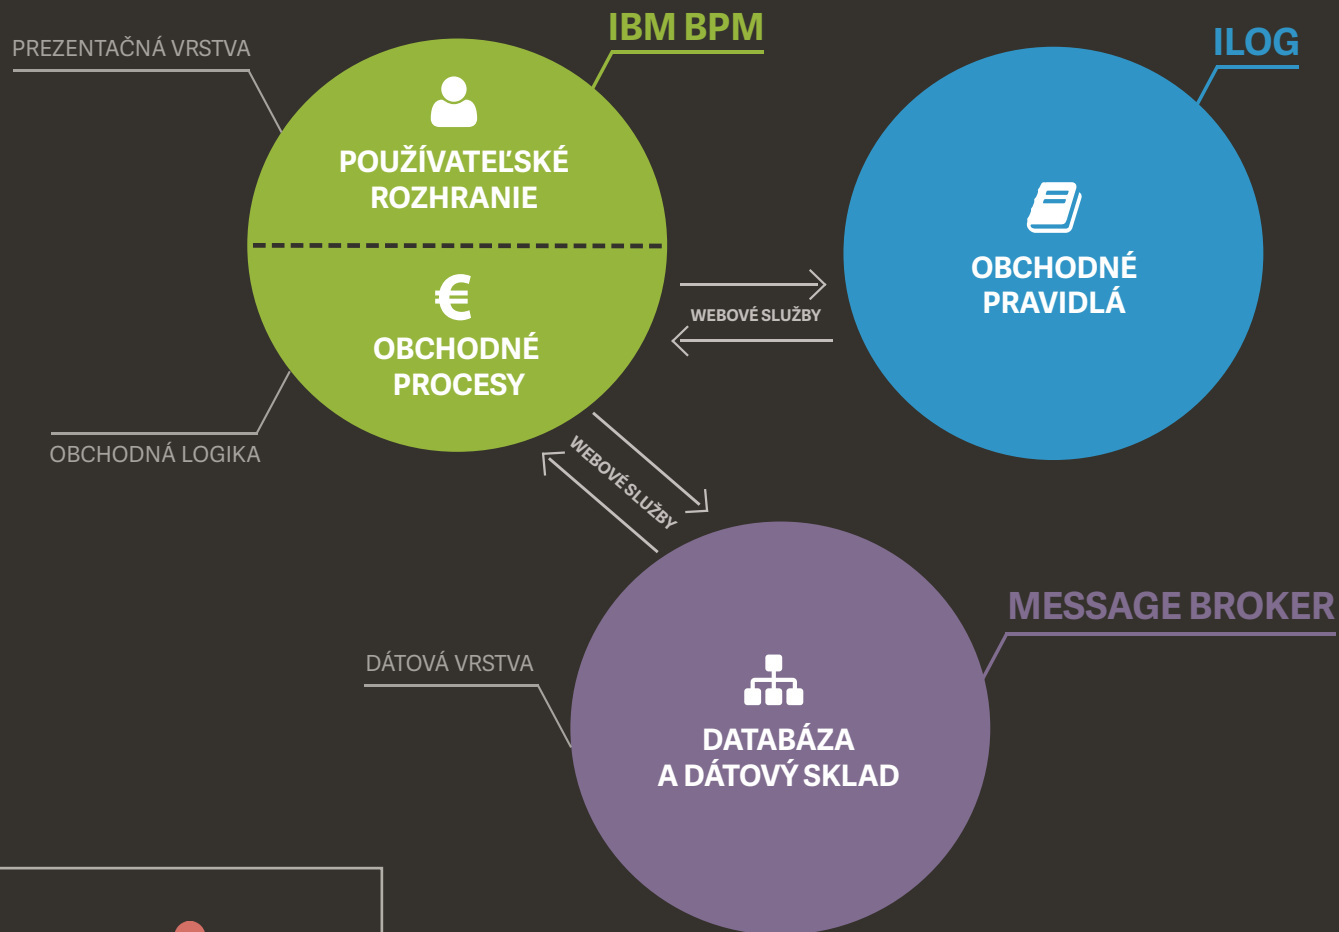 IBM BPM
ILOG
PREZENTAČNÁ VRSTVA
POUŽÍVATEĽSKÉ
ROZHRANIE
€
OBCHODNÉ
PROCESY
OBCHODNÉ
PRAVIDLÁ
WEBOVÉ SLUŽBY
OBCHODNÁ LOGIKA
WEBOVÉ SLUŽBY
MESSAGE BROKER
DÁTOVÁ VRSTVA
DATABÁZA
A DÁTOVÝ SKLAD